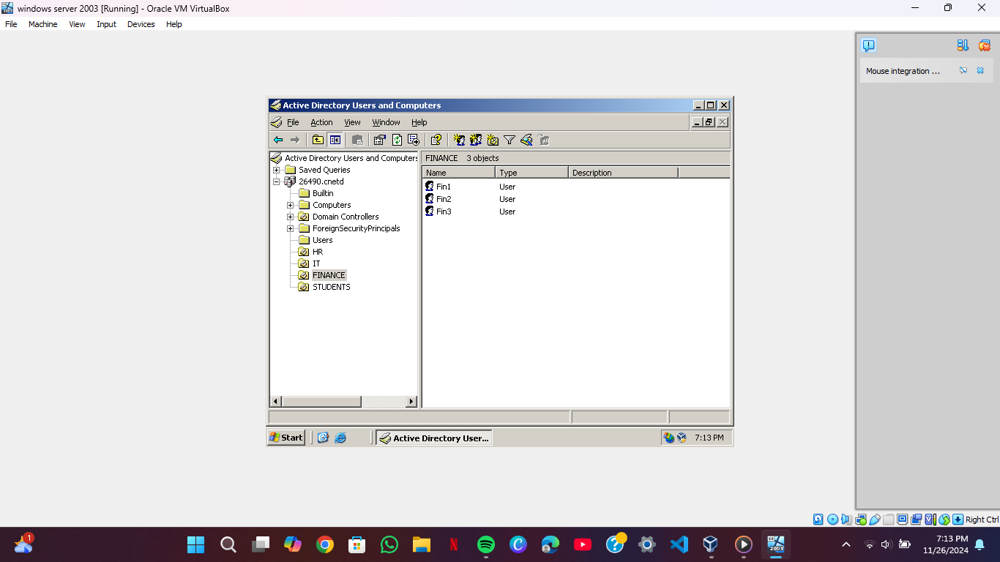 windows server 2003 [Running] - Oracle VM VirtualBox
File Machine View Input Devices Help
Mouse integration ...
Active Directory Users and Computers
File Action View Window Help
Active Directory Users and Computers
Saved Queries
26490.cnetd
Builtin
Computers
Domain Controllers
ForeignSecurityPrincipals
Users
HR
IT
FINANCE
STUDENTS
FINANCE 3 objects
Name Type Description
Fin1 User
Fin2 User
Fin3 User
Start Active Directory User... 7:13 PM
Right Ctrl
1
7:13 PM
11/26/2024